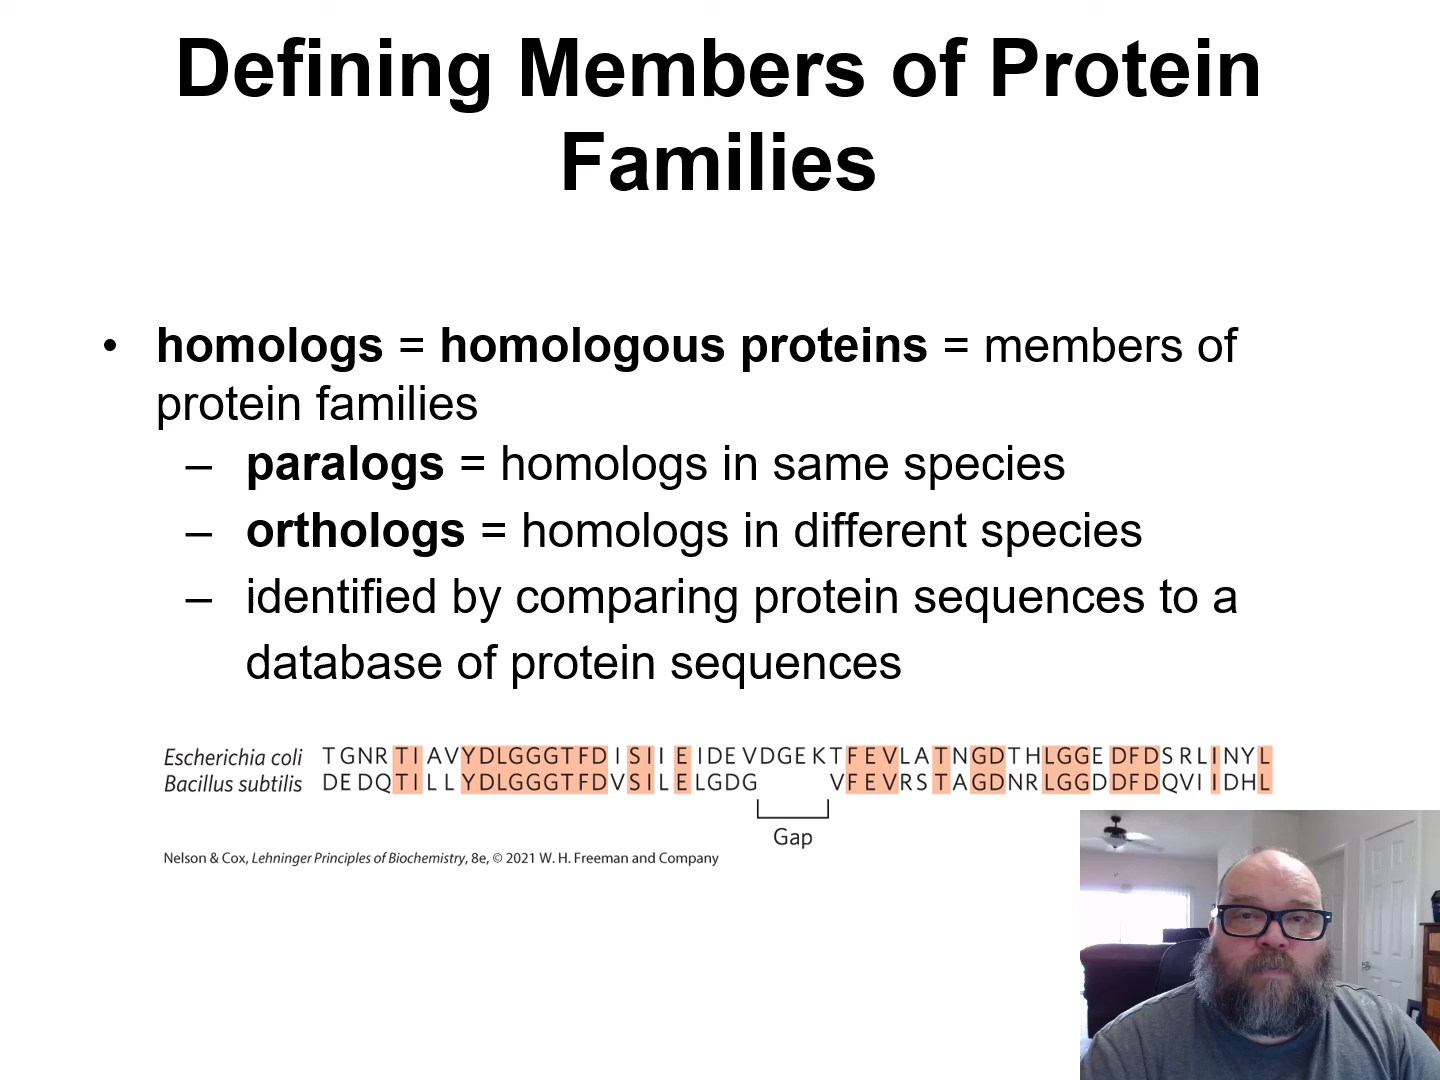 Defining Members of Protein
Families
• homologs = homologous proteins = members of
protein families
– paralogs = homologs in same species
– orthologs = homologs in different species
– identified by comparing protein sequences to a
database of protein sequences
Escherichia coli TGNRTIAVYDLGGGTFDISIIEIDEVDGEKTFEVLATNGDTHLGGEDFDSRLINYL
Bacillus subtilis DEDQTILLYDLGGGTFDVSILELGDG VFEVRSTAGDNRLGGDDFDQVIIDHL
Gap
Nelson & Cox, Lehninger Principles of Biochemistry, 8e, © 2021 W. H. Freeman and Company